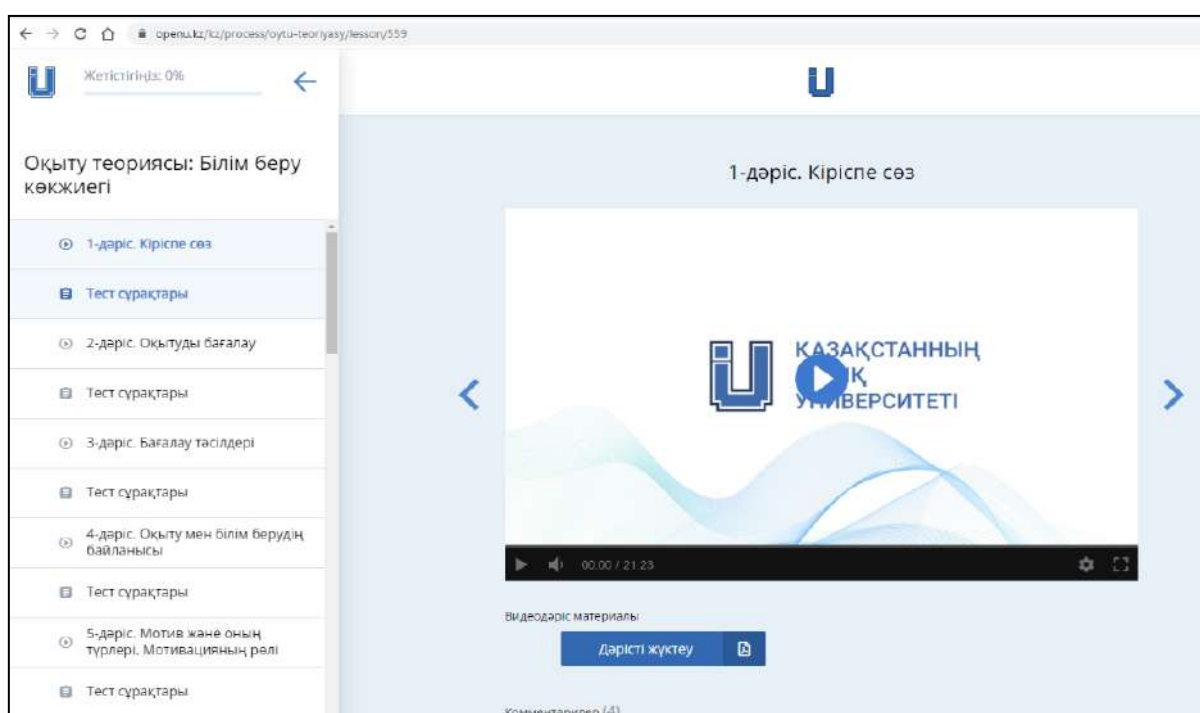 openu.kz/kz/process/oytu-teoriyasy/lesson/559
Жетістігіңіз: 0%
Оқыту теориясы: Білім беру
көкжиегі
1-дәріс. Кіріспе сөз
Тест сұрақтары
2-дәріс. Оқытуды бағалау
Тест сұрақтары
3-дәріс. Бағалау тәсілдері
Тест сұрақтары
4-дәріс. Оқыту мен білім берудің
байланысы
Тест сұрақтары
5-дәріс. Мотив және оның
түрлері. Мотивацияның рөлі
Тест сұрақтары
1-дәріс. Кіріспе сөз
ҚАЗАҚСТАННЫҢ
УНИВЕРСИТЕТІ
00:00 / 21:23
Видеодәріс материалы
Дәрісті жүктеу
Комментарилер (4)